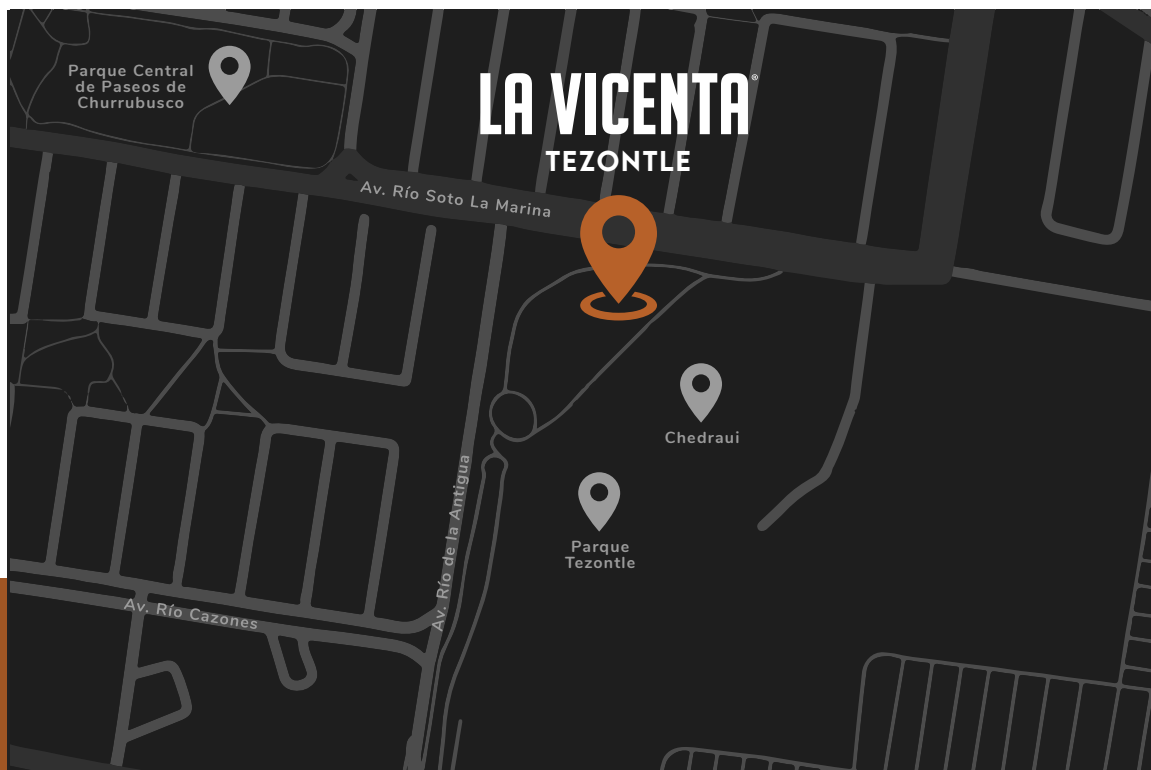 Parque Central
de Paseos de
Churrubusco
LA VICENTA®
TEZONTLE
Av. Río Soto La Marina
Chedraui
Av. Río de la Antigua
Parque
Tezontle
Av. Río Cazones